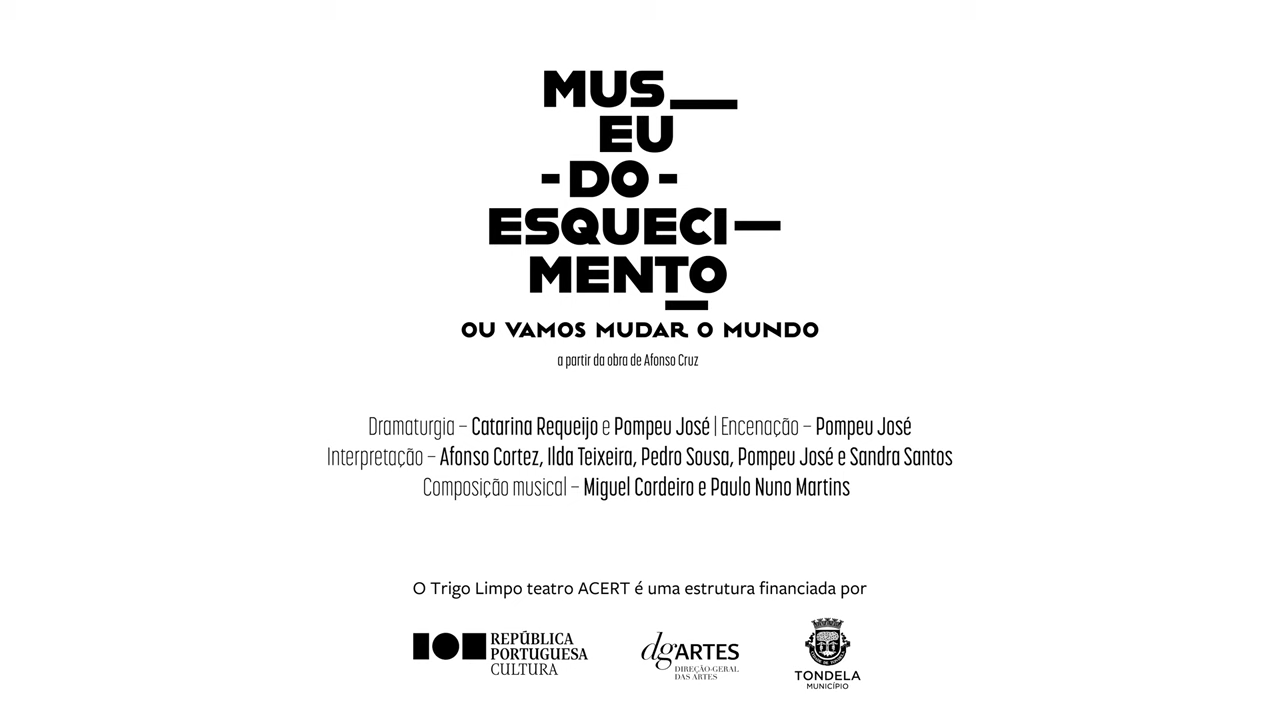 MUS
EU
-DO-
ESQUECI
MENTO
OU VAMOS MUDAR O MUNDO
a partir da obra de Afonso Cruz
Dramaturgia – Catarina Requeijo e Pompeu José | Encenação – Pompeu José
Interpretação – Afonso Cortez, Ilda Teixeira, Pedro Sousa, Pompeu José e Sandra Santos
Composição musical – Miguel Cordeiro e Paulo Nuno Martins
O Trigo Limpo teatro ACERT é uma estrutura financiada por
REPÚBLICA
PORTUGUESA
CULTURA
dgARTES
DIREÇÃO-GERAL
DAS ARTES
TONDELA
MUNICÍPIO